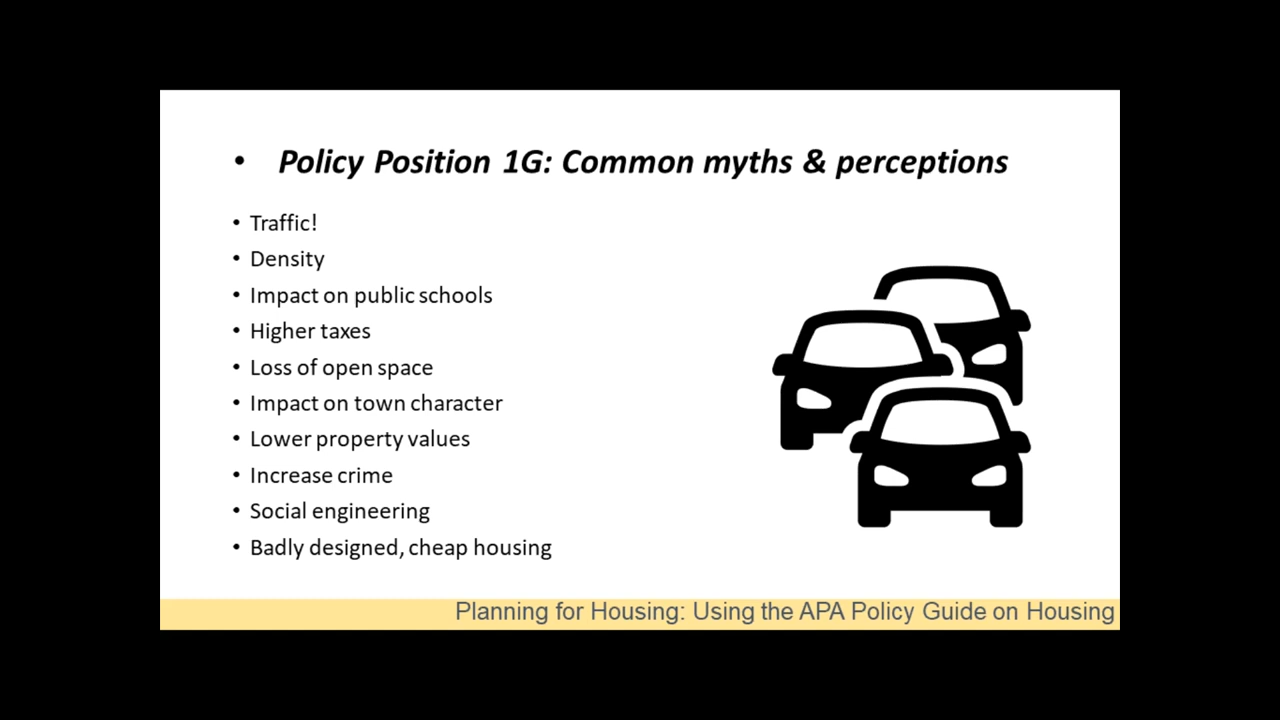 • Policy Position 1G: Common myths & perceptions
• Traffic!
• Density
• Impact on public schools
• Higher taxes
• Loss of open space
• Impact on town character
• Lower property values
• Increase crime
• Social engineering
• Badly designed, cheap housing
Planning for Housing: Using the APA Policy Guide on Housing